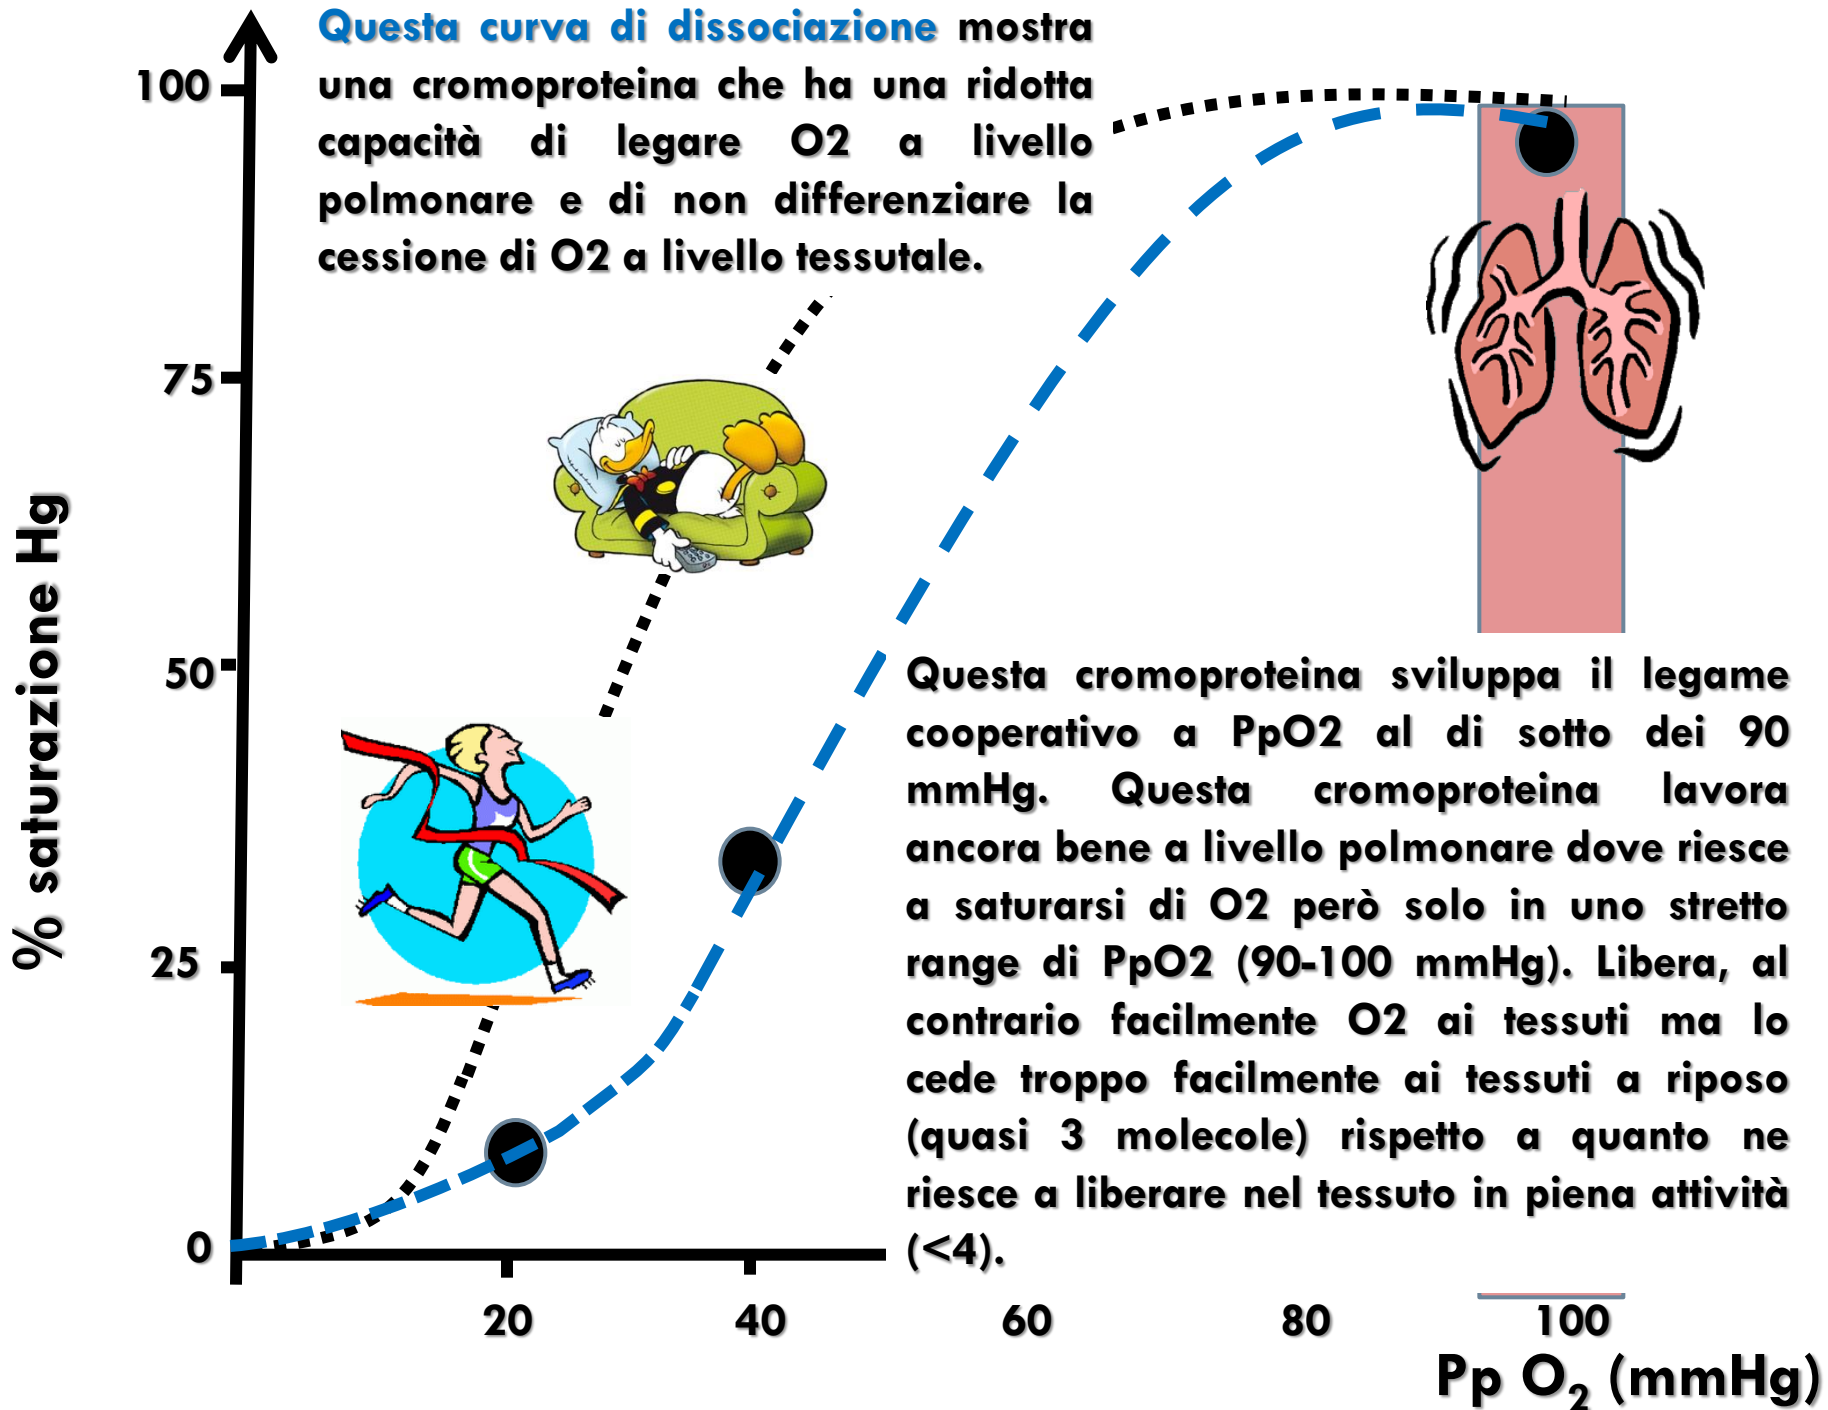 Questa curva di dissociazione mostra
una cromoproteina che ha una ridotta
capacità di legare O2 a livello
polmonare e di non differenziare la
cessione di O2 a livello tessutale.
100
75
50
25
0
% saturazione Hg
Questa cromoproteina sviluppa il legame
cooperativo a PpO2 al di sotto dei 90
mmHg. Questa cromoproteina lavora
ancora bene a livello polmonare dove riesce
a saturarsi di O2 però solo in uno stretto
range di PpO2 (90-100 mmHg). Libera, al
contrario facilmente O2 ai tessuti ma lo
cede troppo facilmente ai tessuti a riposo
(quasi 3 molecole) rispetto a quanto ne
riesce a liberare nel tessuto in piena attività
(<4).
20 40 60 80 100
Pp O₂ (mmHg)